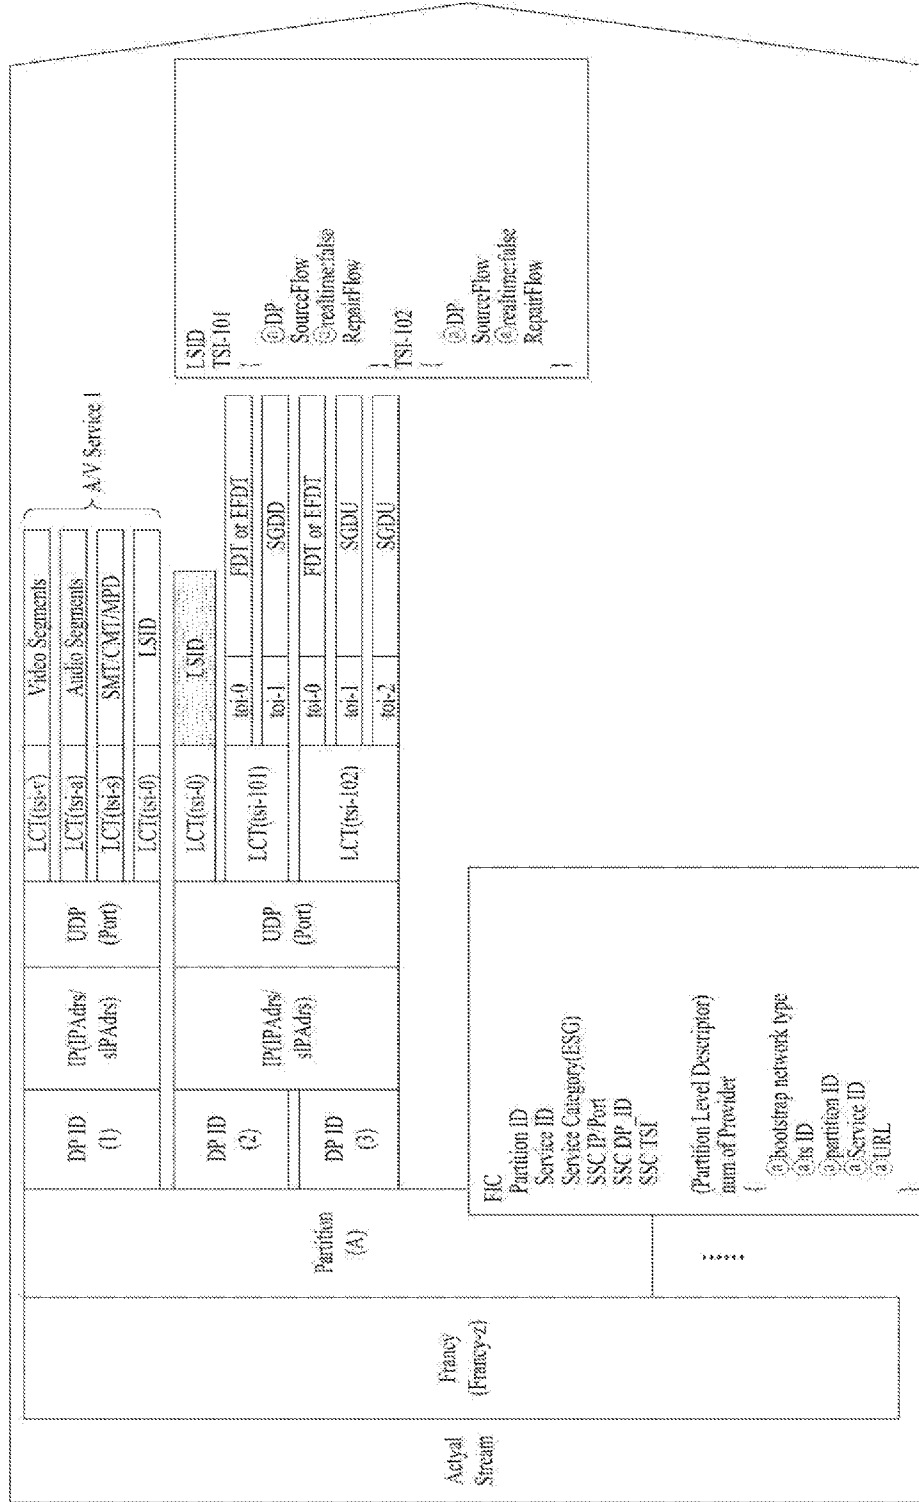 Video Segments
Audio Segments
SMT/CMT/MPD
LSID
A/V Service 1
LCT(tsi-v)
LCT(tsi-a)
LCT(tsi-s)
LCT(tsi-0)
UDP
(Port)
IP(IPAdrs/
sIPAdrs)
DP ID
(1)
LSID
LCT(tsi-0)
toi-0
FDT or EFDT
toi-1
SGDD
LCT(tsi-101)
toi-0
FDT or EFDT
toi-1
SGDU
toi-2
SGDU
LCT(tsi-102)
UDP
(Port)
IP(IPAdrs/
sIPAdrs)
DP ID
(2)
DP ID
(3)
LSID
TSI-101
{
@DP
SourceFlow
@realtime:false
RepairFlow
}
TSI-102
{
@DP
SourceFlow
@realtime:false
RepairFlow
}
Partition
(A)
FIC
Partition ID
Service ID
Service Category(ESG)
SSC IP/Port
SSC DP_ID
SSC TSI
(Partition Level Descriptor)
num of Provider
{
@bootstrap network type
@ts ID
@partition ID
@Service ID
@URL
}
......
Francy
(Francy-z)
Actyal
Stream